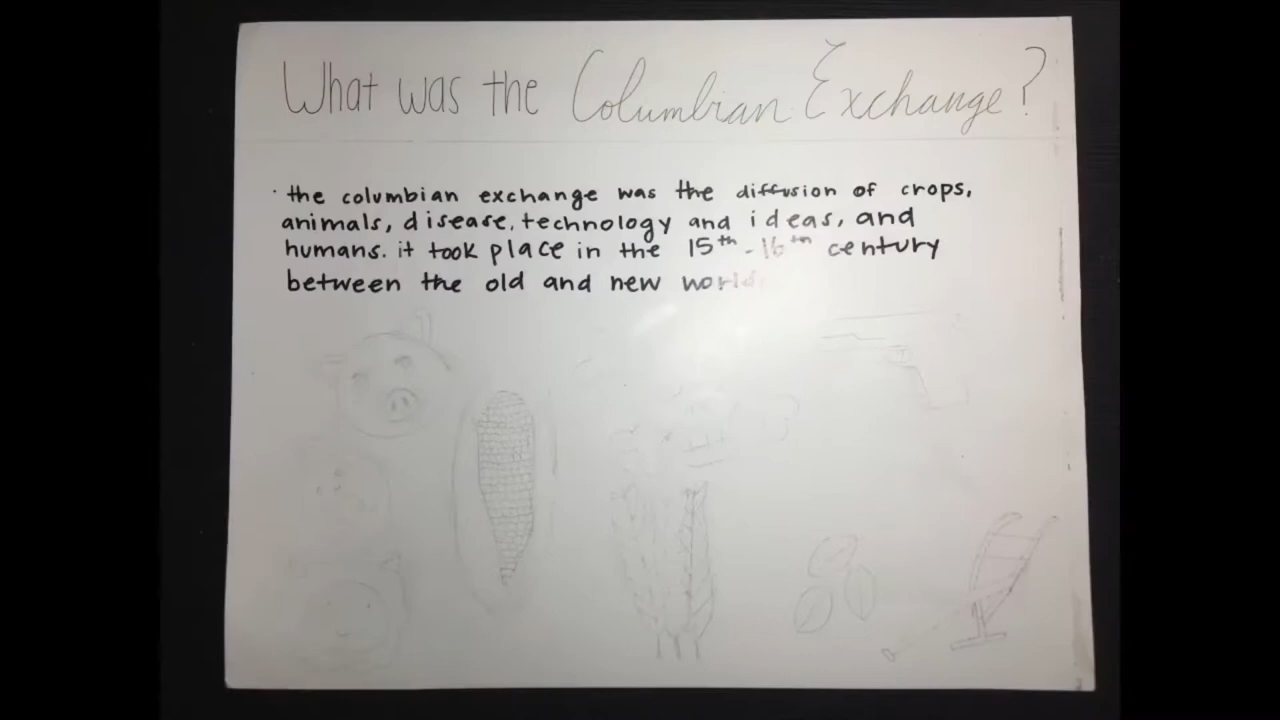 What was the Columbian Exchange?
· the columbian exchange was the diffusion of crops,
animals, disease, technology and ideas, and
humans. it took place in the 15th - 16th century
between the old and new world.